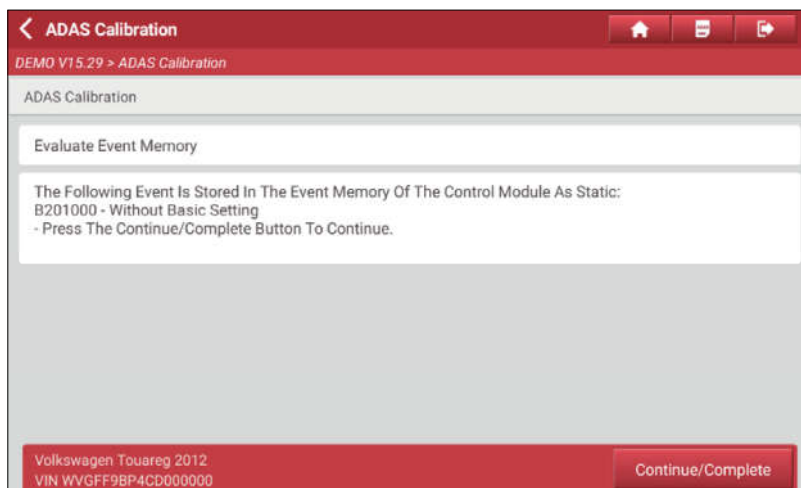 ADAS Calibration
DEMO V15.29 > ADAS Calibration
ADAS Calibration
Evaluate Event Memory
The Following Event Is Stored In The Event Memory Of The Control Module As Static:
B201000 - Without Basic Setting
- Press The Continue/Complete Button To Continue.
Volkswagen Touareg 2012
VIN WVGFF9BP4CD000000
Continue/Complete